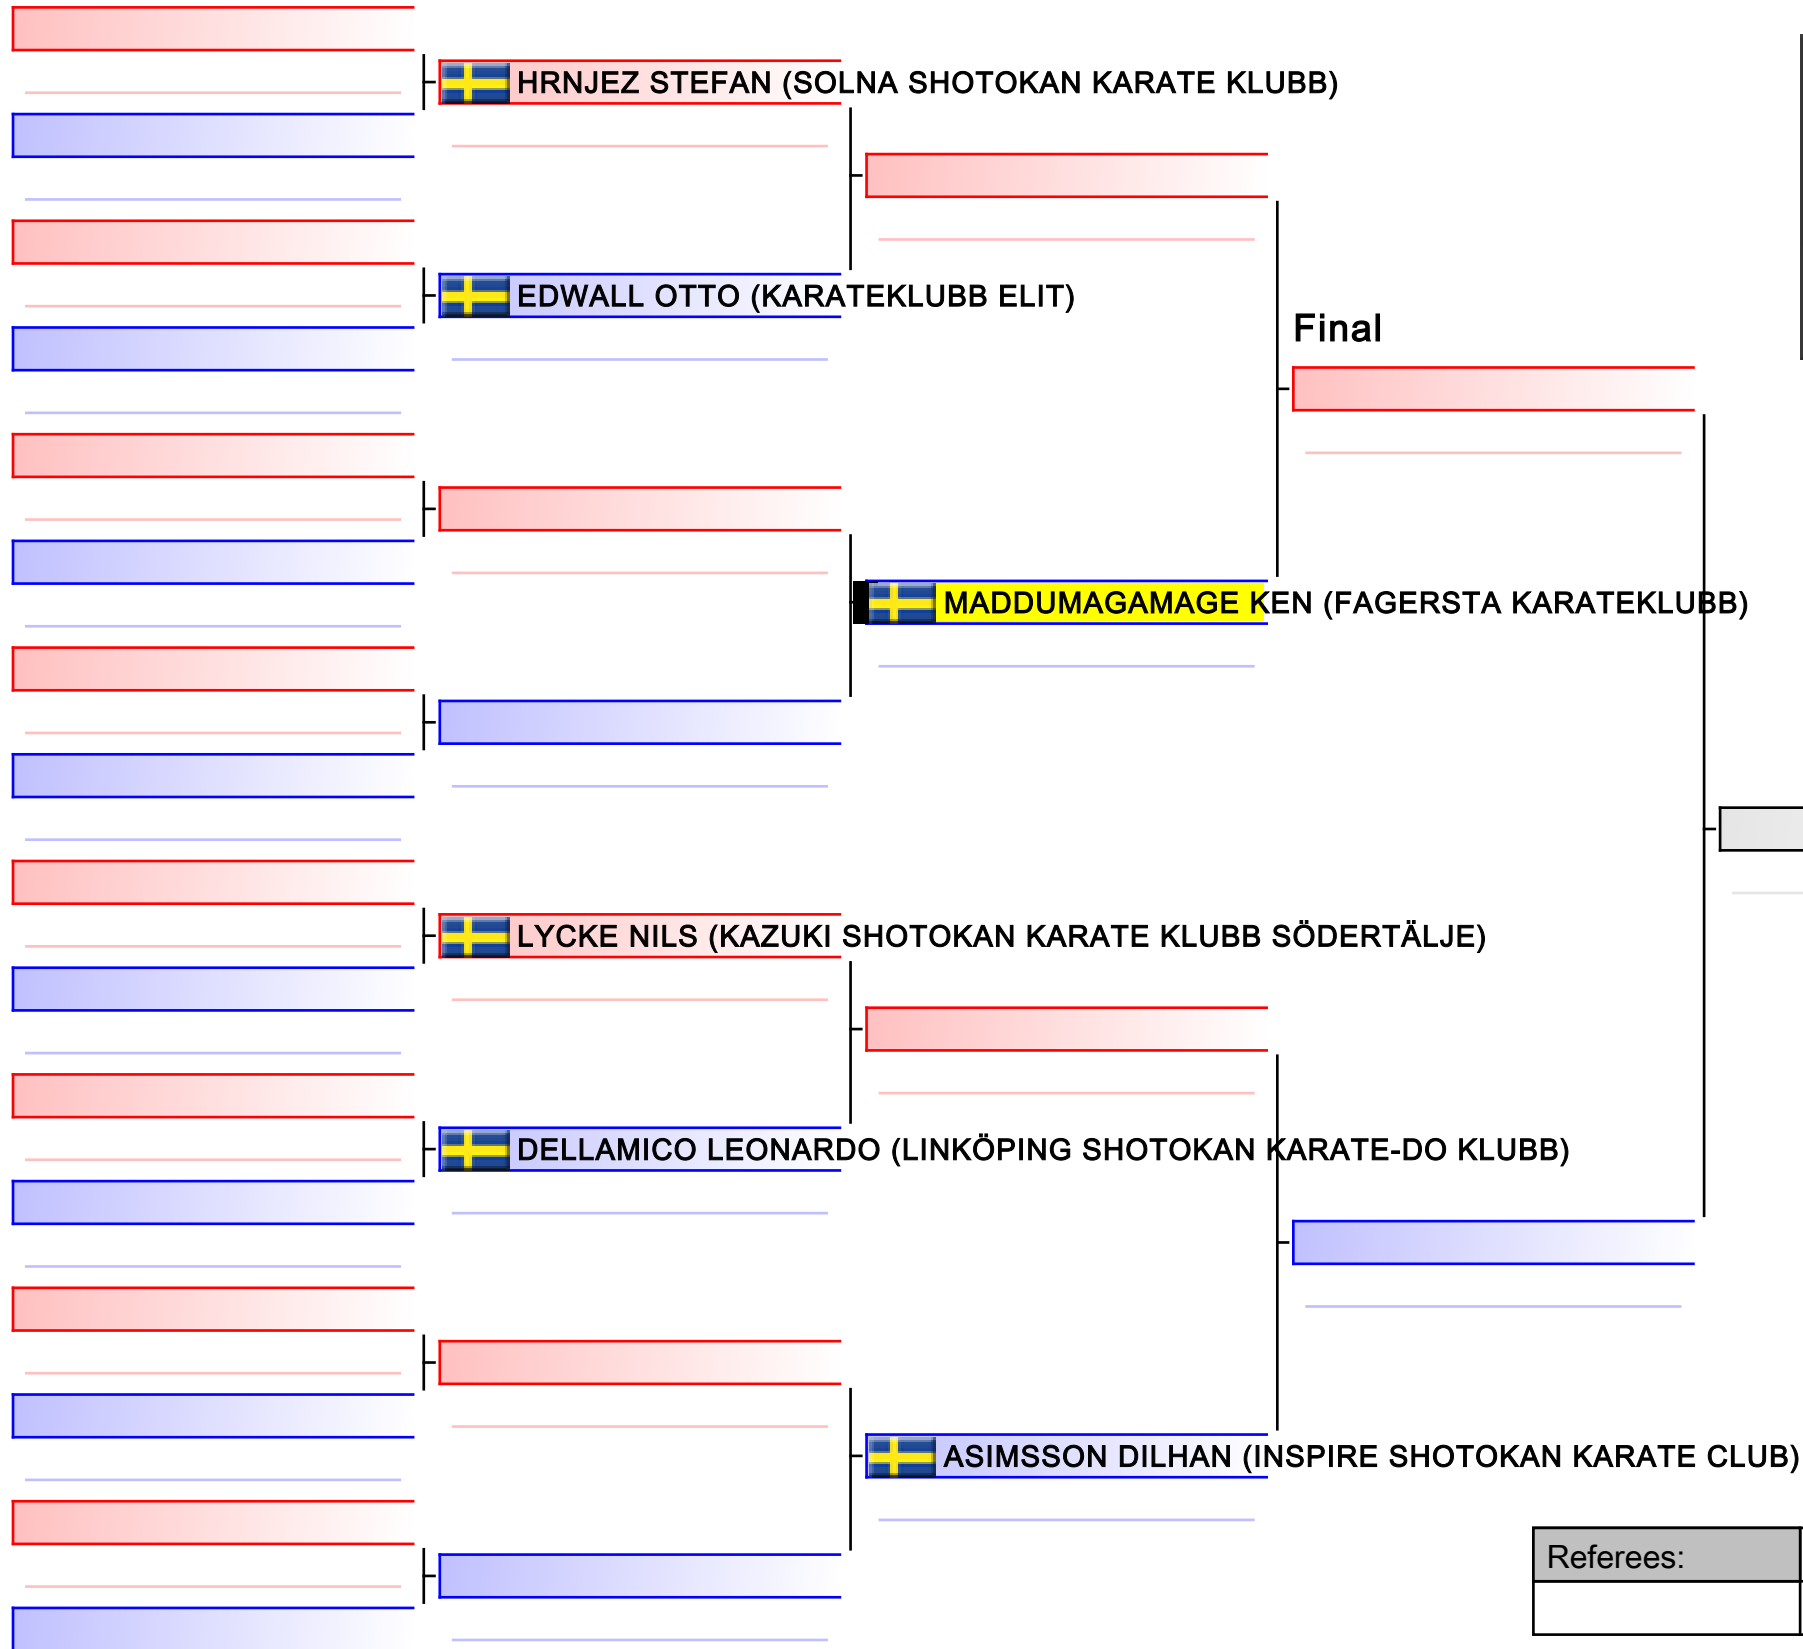 HRNJEZ STEFAN (SOLNA SHOTOKAN KARATE KLUBB)
EDWALL OTTO (KARATEKLUBB ELIT)
Final
MADDUMAGAMAGE KEN (FAGERSTA KARATEKLUBB)
LYCKE NILS (KAZUKI SHOTOKAN KARATE KLUBB SÖDERTÄLJE)
DELLAMICO LEONARDO (LINKÖPING SHOTOKAN KARATE-DO KLUBB)
ASIMSSON DILHAN (INSPIRE SHOTOKAN KARATE CLUB)
Referees: